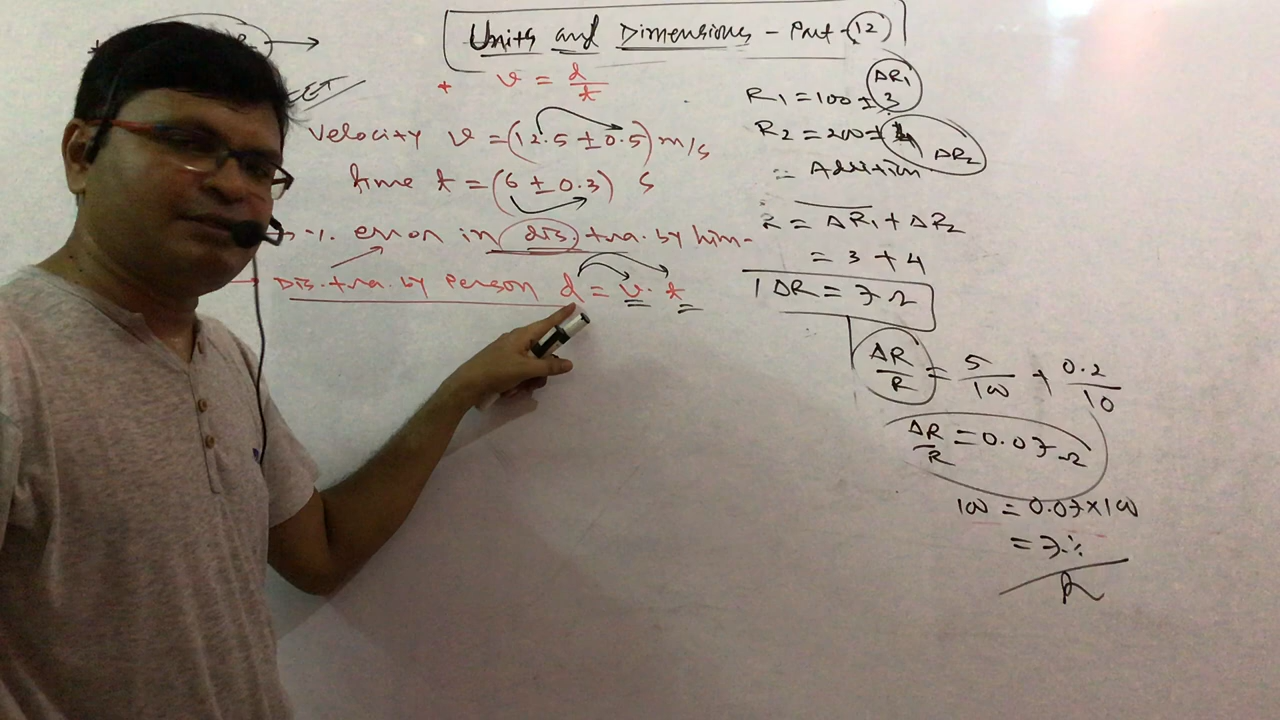 Units and Dimensions - Part - 12
* v = d/t
EET
Velocity v = (12.5 ± 0.5) m/s
time t = (6 ± 0.3) s
→ % error in dis. tra. by him-
→ Dis. tra. by Person d = v. t
ΔR1
R1 = 100 ± 3
R2 = 200 ± 4
ΔR2
= Addition
R = ΔR1 + ΔR2
= 3 + 4
ΔR = 7 Ω
ΔR/R = 5/100 + 0.2/10
ΔR/R = 0.07 Ω
100 = 0.07 × 100
= 7%